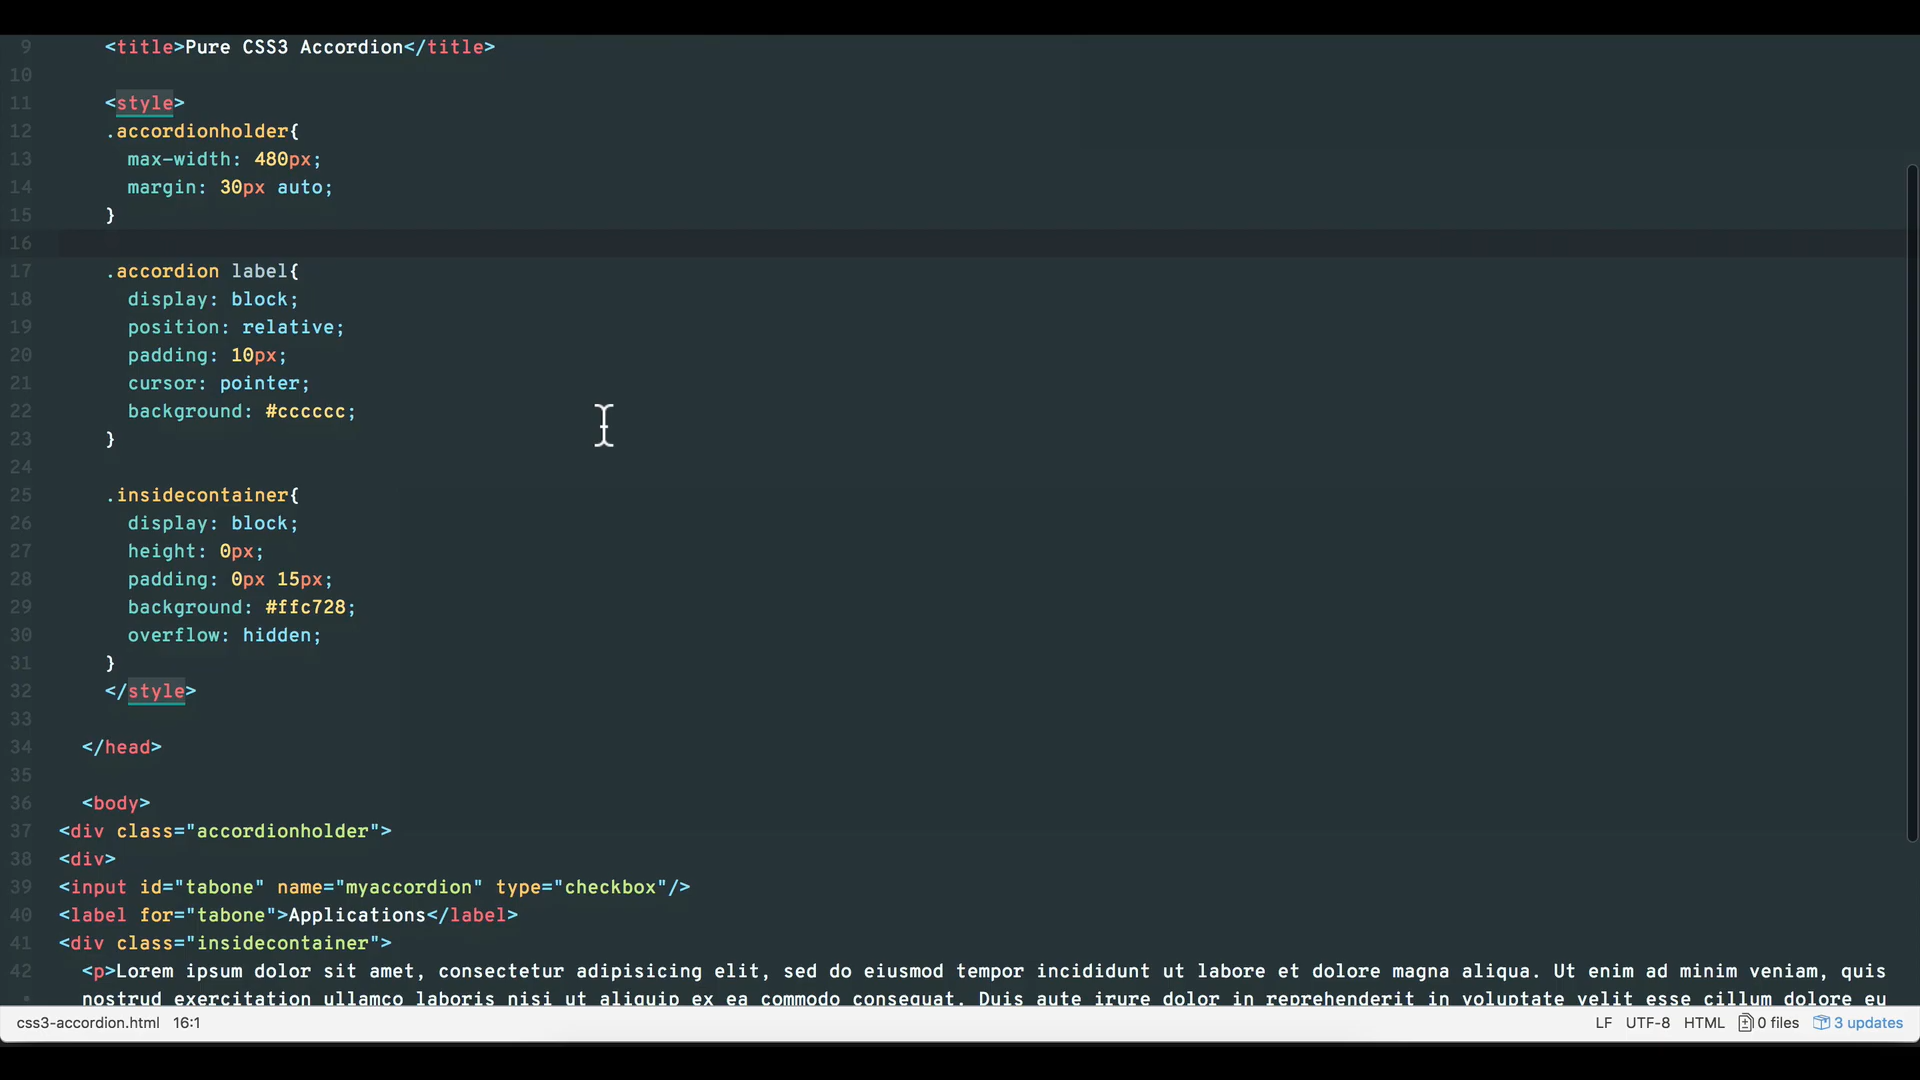 9 <title>Pure CSS3 Accordion</title>
10
11 <style>
12 .accordionholder{
13 max-width: 480px;
14 margin: 30px auto;
15 }
16
17 .accordion label{
18 display: block;
19 position: relative;
20 padding: 10px;
21 cursor: pointer;
22 background: #cccccc;
23 }
24
25 .insidecontainer{
26 display: block;
27 height: 0px;
28 padding: 0px 15px;
29 background: #ffc728;
30 overflow: hidden;
31 }
32 </style>
33
34 </head>
35
36 <body>
37 <div class="accordionholder">
38 <div>
39 <input id="tabone" name="myaccordion" type="checkbox"/>
40 <label for="tabone">Applications</label>
41 <div class="insidecontainer">
42 <p>Lorem ipsum dolor sit amet, consectetur adipisicing elit, sed do eiusmod tempor incididunt ut labore et dolore magna aliqua. Ut enim ad minim veniam, quis
• nostrud exercitation ullamco laboris nisi ut aliquip ex ea commodo consequat. Duis aute irure dolor in reprehenderit in voluptate velit esse cillum dolore eu
css3-accordion.html 16:1 LF UTF-8 HTML 0 files 3 updates